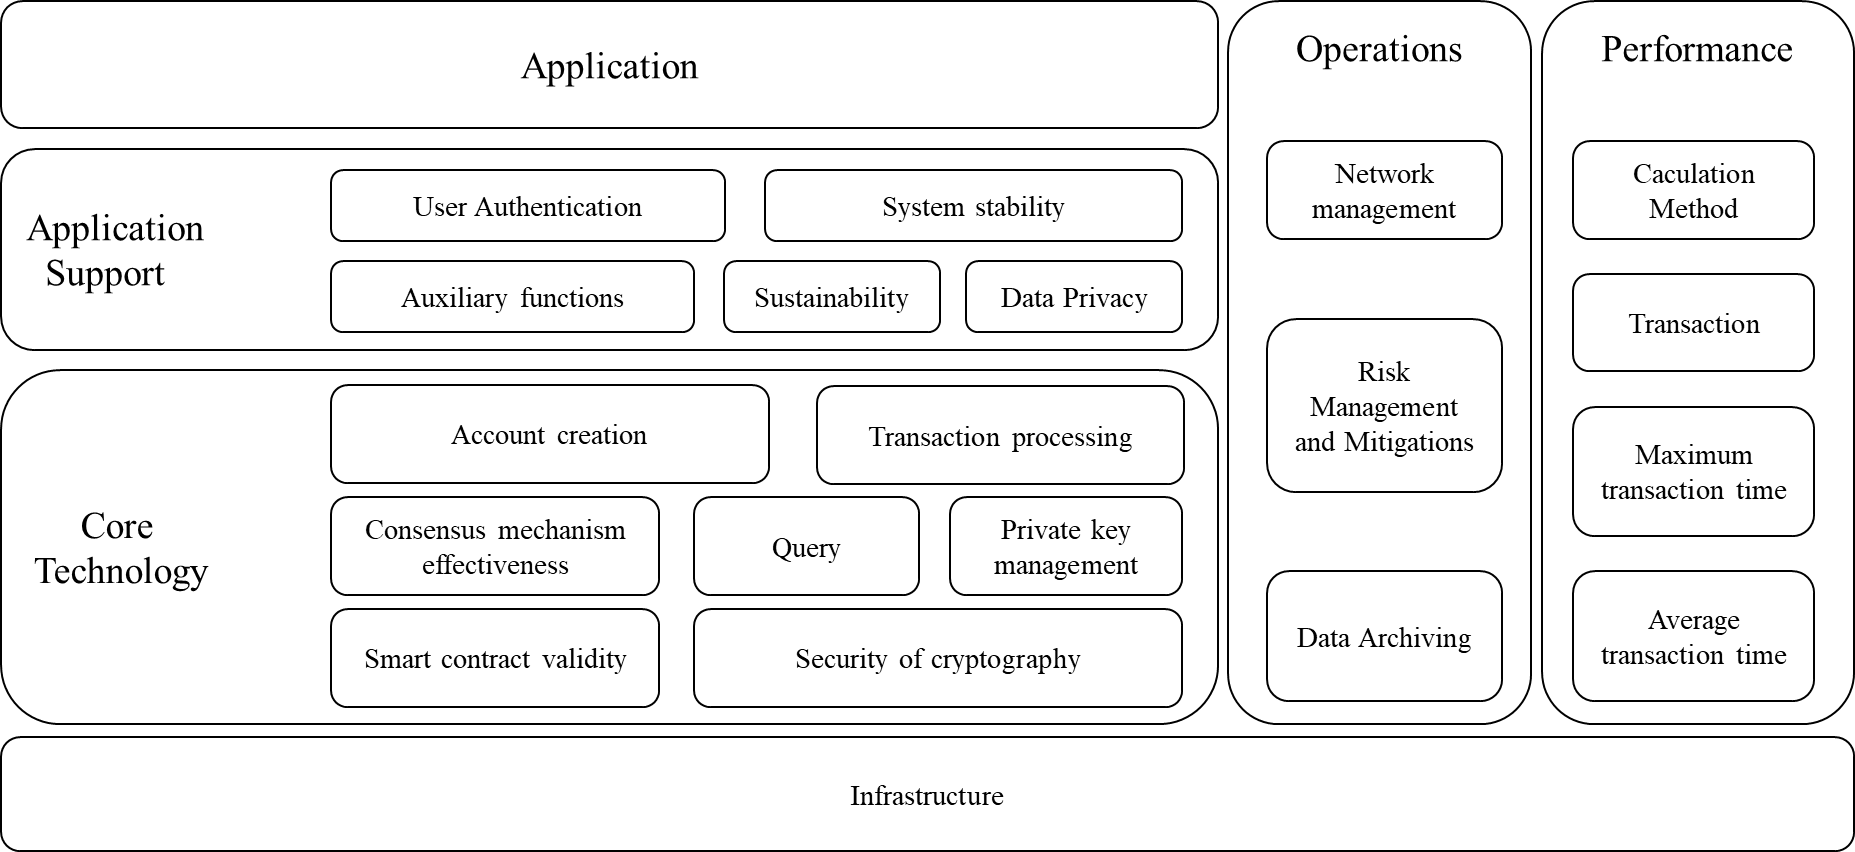 Application
Application
Support
User Authentication
System stability
Auxiliary functions
Sustainability
Data Privacy
Core
Technology
Account creation
Transaction processing
Consensus mechanism
effectiveness
Query
Private key
management
Smart contract validity
Security of cryptography
Operations
Network
management
Risk
Management
and Mitigations
Data Archiving
Performance
Caculation
Method
Transaction
Maximum
transaction time
Average
transaction time
Infrastructure